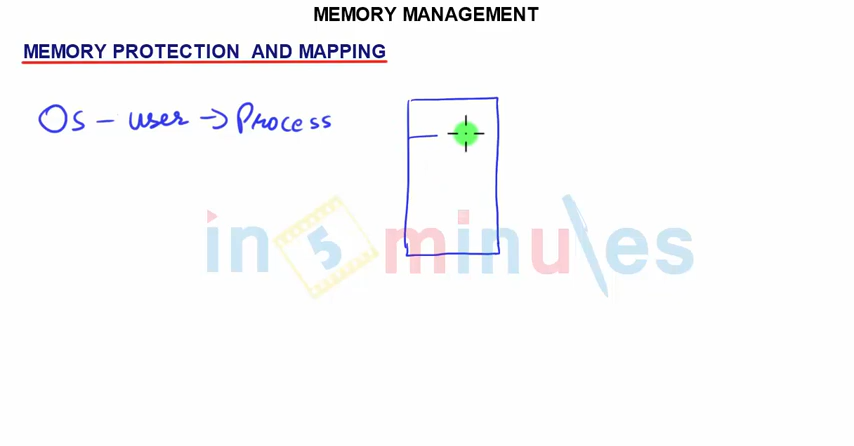 MEMORY MANAGEMENT
MEMORY PROTECTION AND MAPPING
OS - user → Process
in 5 minutes